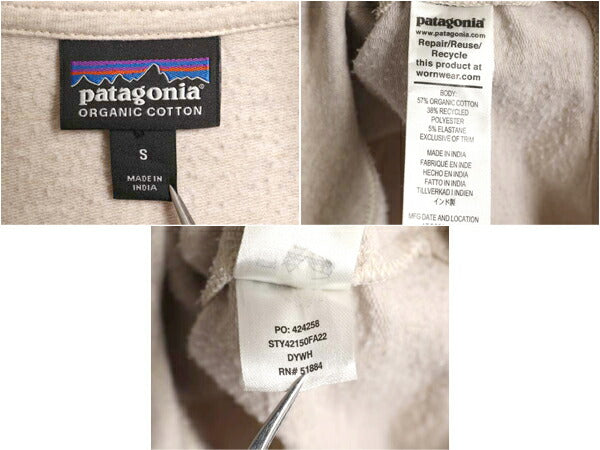 patagonia®
ORGANIC COTTON
S
MADE IN
INDIA
patagonia®
www.patagonia.com
Repair/Reuse/
Recycle
this product at
wornwear.com
BODY:
57% ORGANIC COTTON
38% RECYCLED
POLYESTER
5% ELASTANE
EXCLUSIVE OF TRIM
MADE IN INDIA
FABRIQUE EN INDE
HECHO EN INDIA
FATTO IN INDIA
TILLVERKAD I INDIEN
インド製
MFG DATE AND LOCATION
PO: 424258
STY42150FA22
DYWH
RN# 51884